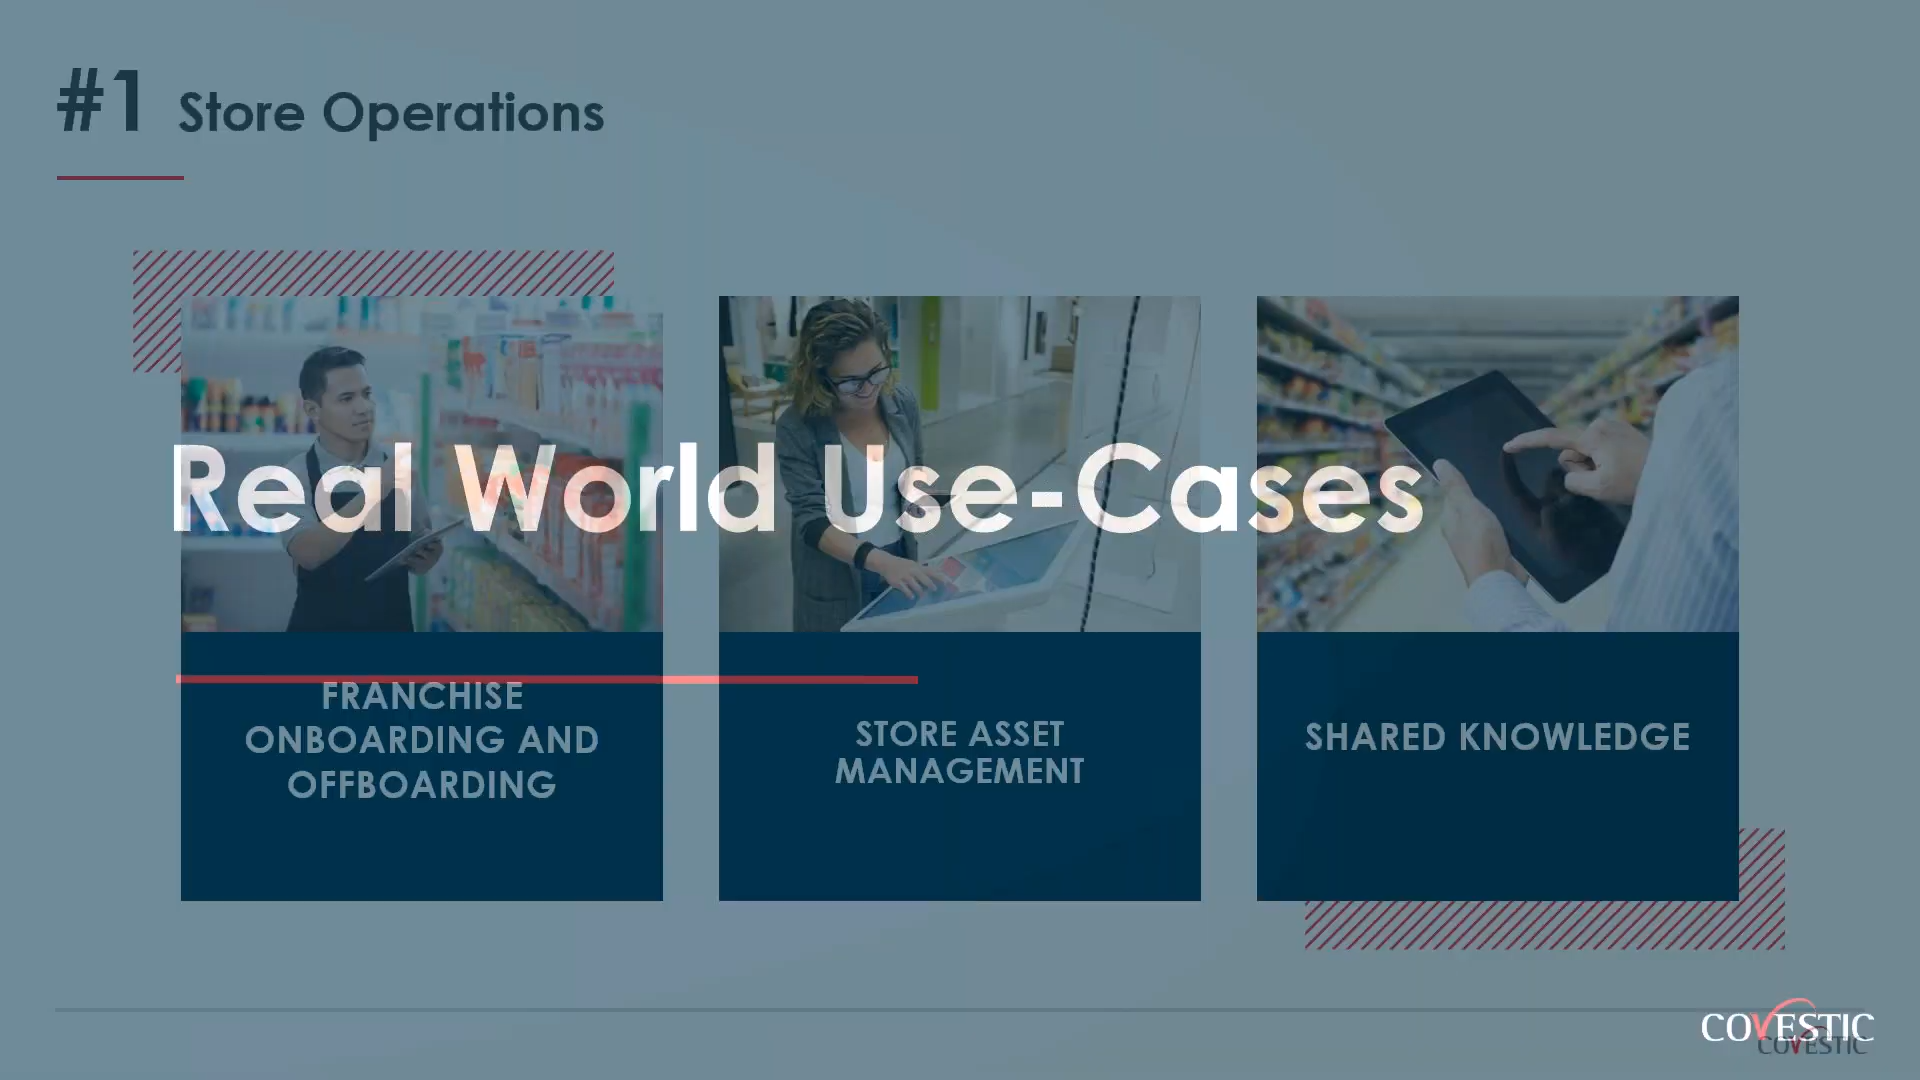 #1 Store Operations
Real World Use-Cases
FRANCHISE
ONBOARDING AND
OFFBOARDING
STORE ASSET
MANAGEMENT
SHARED KNOWLEDGE
COVESTIC
COVESTIC